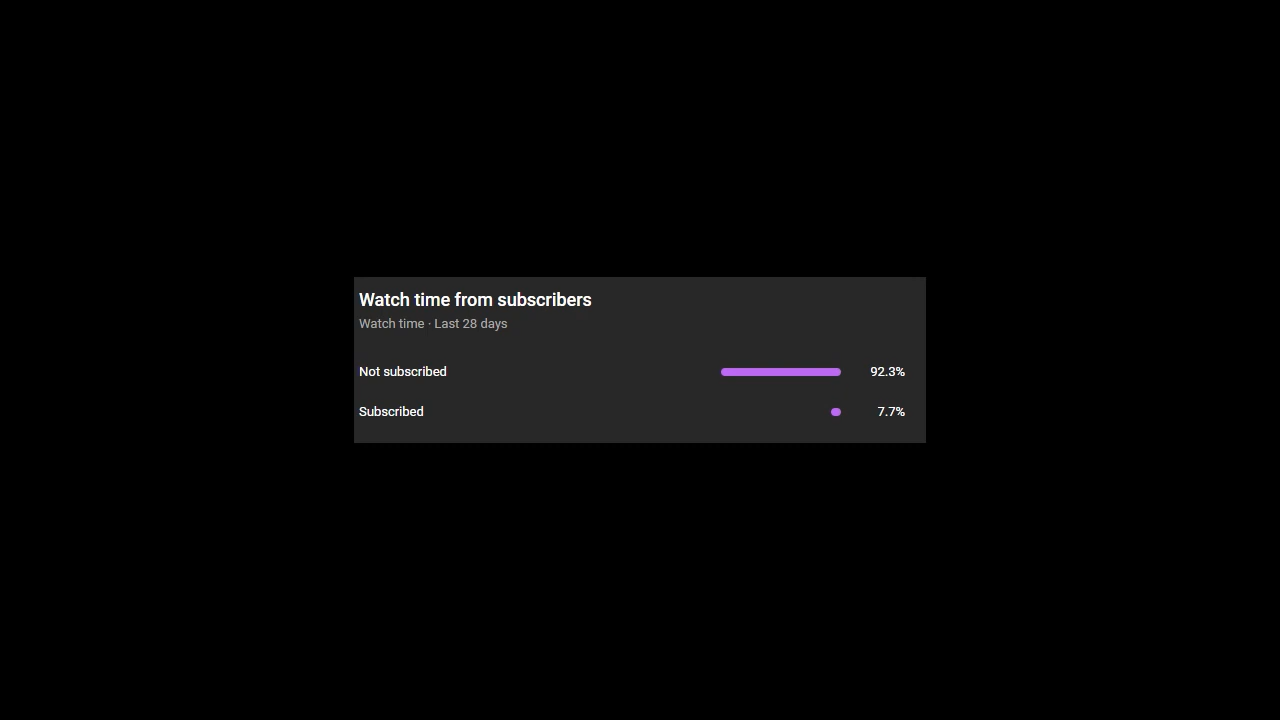 Watch time from subscribers
Watch time · Last 28 days
Not subscribed 92.3%
Subscribed 7.7%